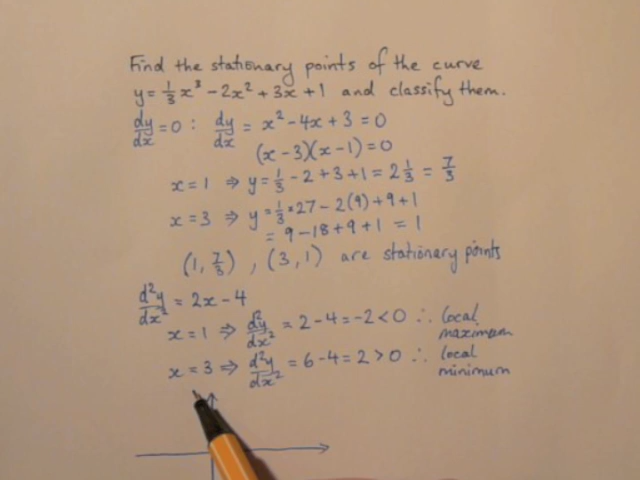 Find the stationary points of the curve
y = 1/3 x³ - 2x² + 3x + 1 and classify them.
dy/dx = 0 : dy/dx = x² - 4x + 3 = 0
(x - 3)(x - 1) = 0
x = 1 ⇒ y = 1/3 - 2 + 3 + 1 = 2 1/3 = 7/3
x = 3 ⇒ y = 1/3 × 27 - 2(9) + 9 + 1
= 9 - 18 + 9 + 1 = 1
(1, 7/3) , (3, 1) are stationary points
d²y/dx² = 2x - 4
x = 1 ⇒ d²y/dx² = 2 - 4 = -2 < 0 ∴ local maximum
x = 3 ⇒ d²y/dx² = 6 - 4 = 2 > 0 ∴ local minimum